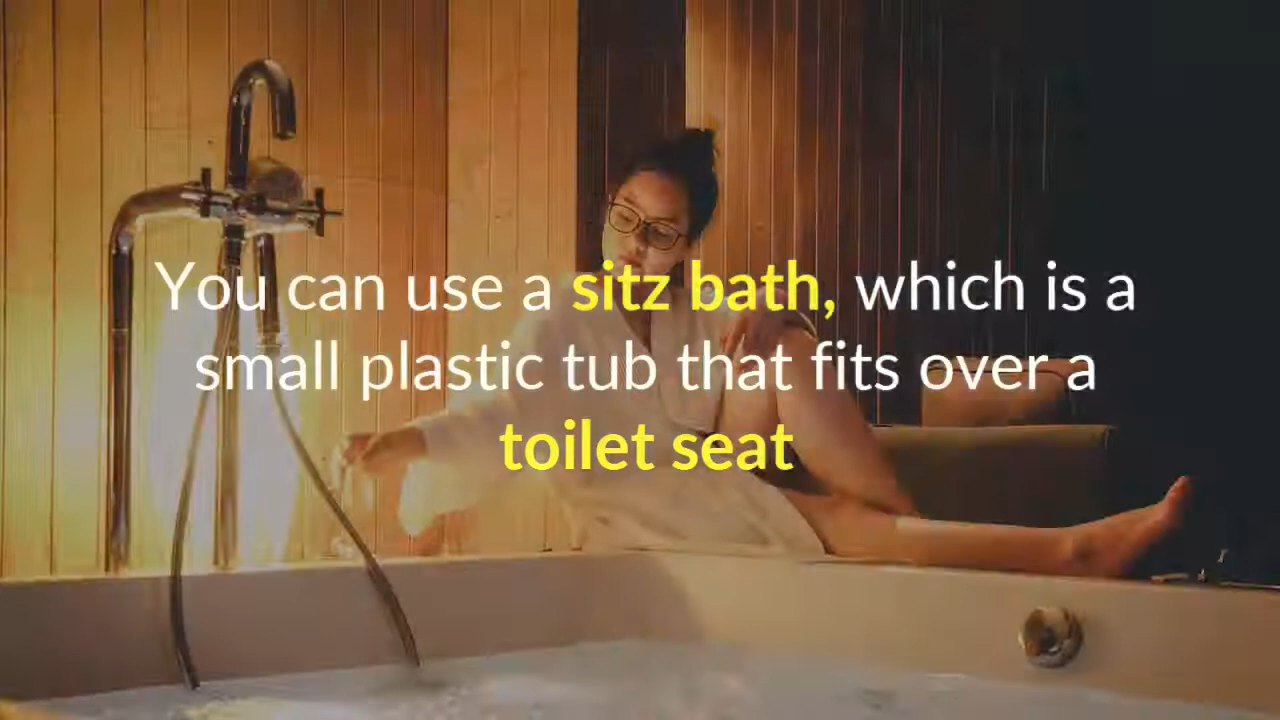 You can use a sitz bath, which is a
small plastic tub that fits over a
toilet seat